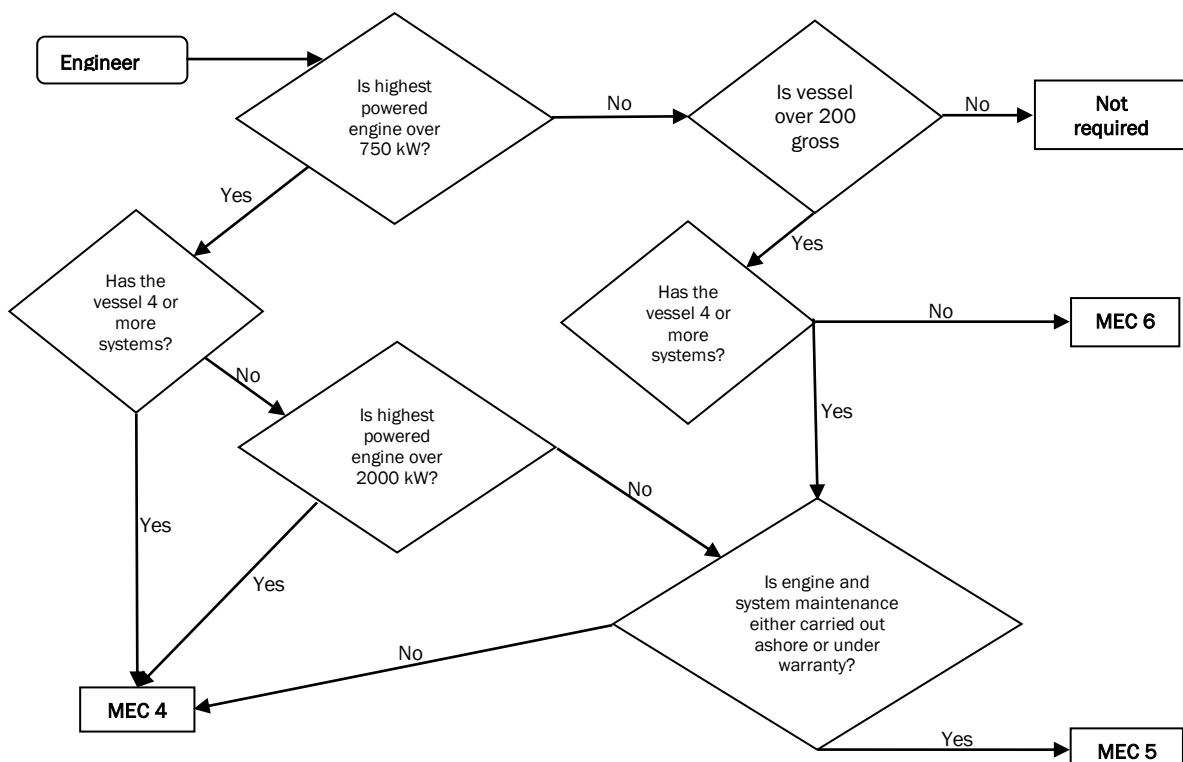 Engineer
Is highest
powered
engine over
750 kW?
No
Is vessel
over 200
gross
No
Not
required
Yes
Yes
Has the
vessel 4 or
more
systems?
Has the
vessel 4 or
more
systems?
No
MEC 6
No
Is highest
powered
engine over
2000 kW?
Yes
No
Yes
Yes
Is engine and
system maintenance
either carried out
ashore or under
warranty?
No
MEC 4
Yes
MEC 5